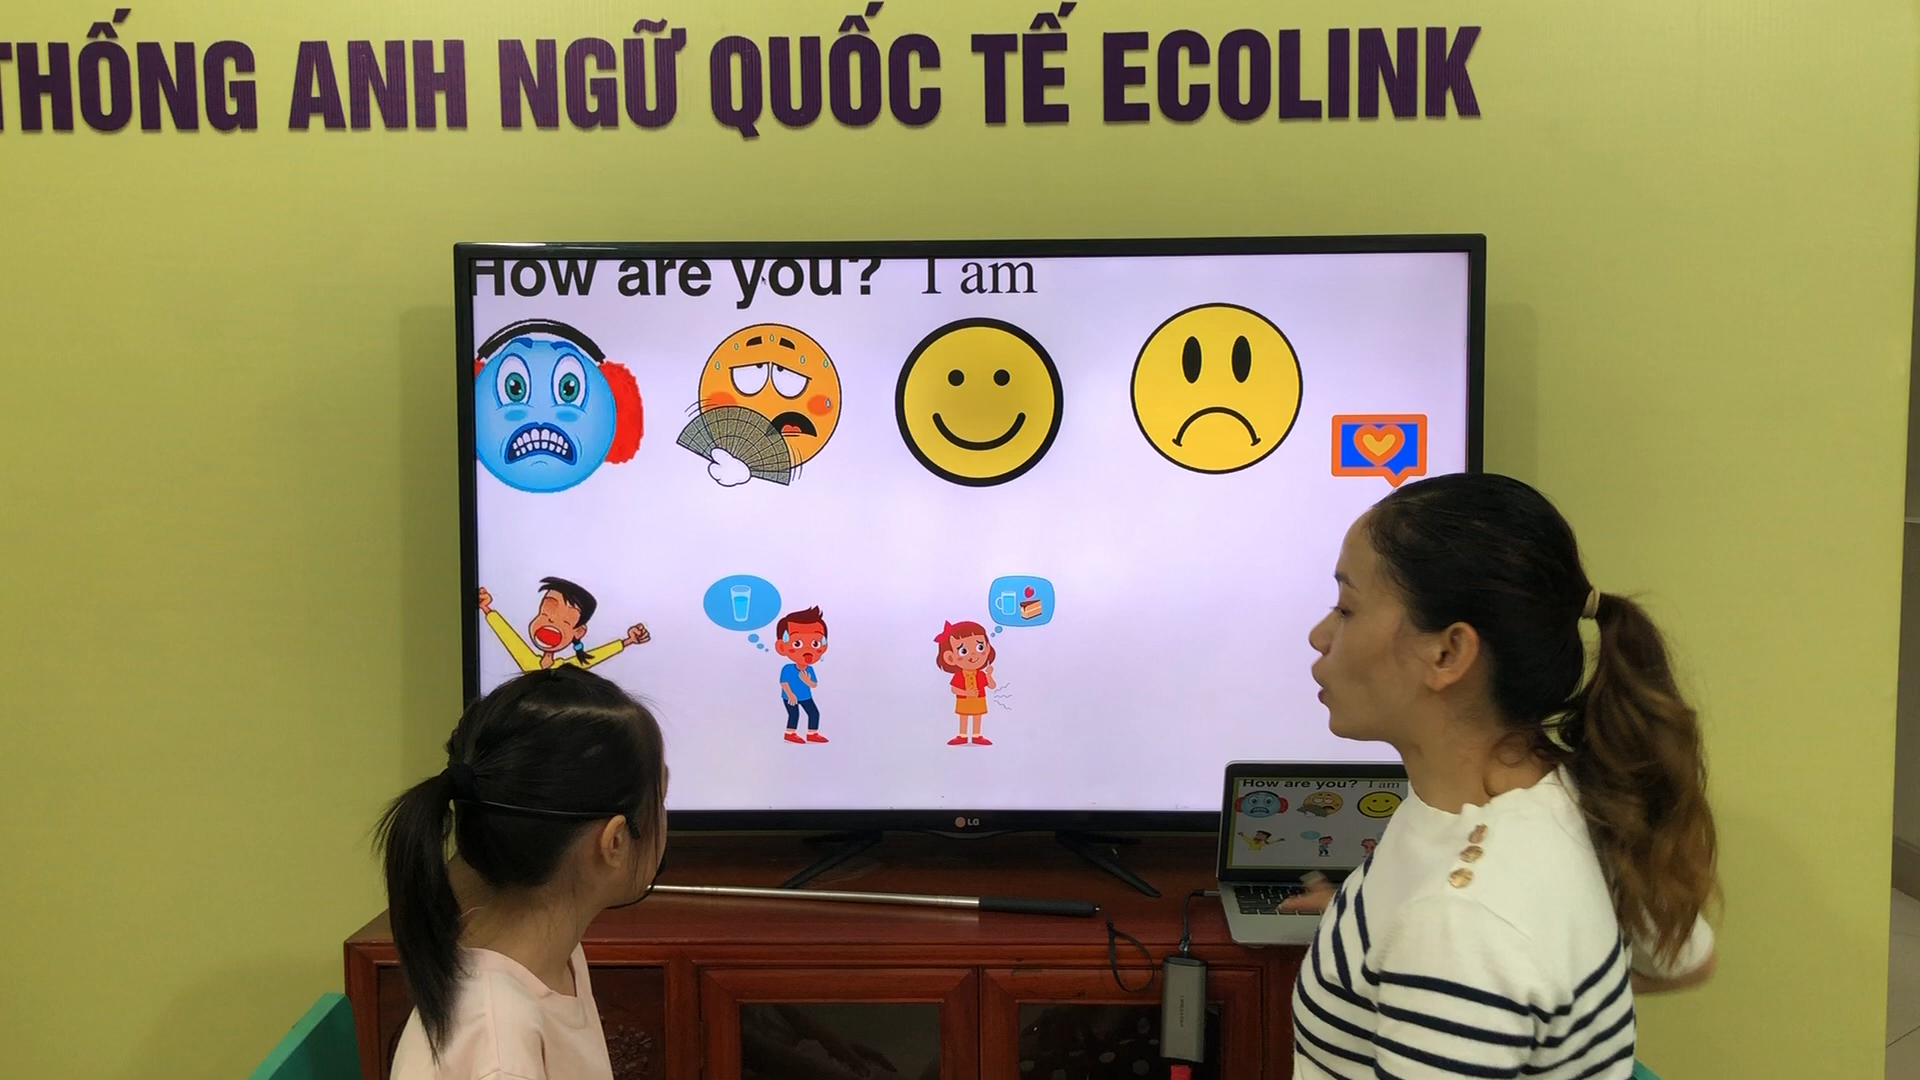 THỐNG ANH NGỮ QUỐC TẾ ECOLINK
How are you? I am
LG
How are you? I am